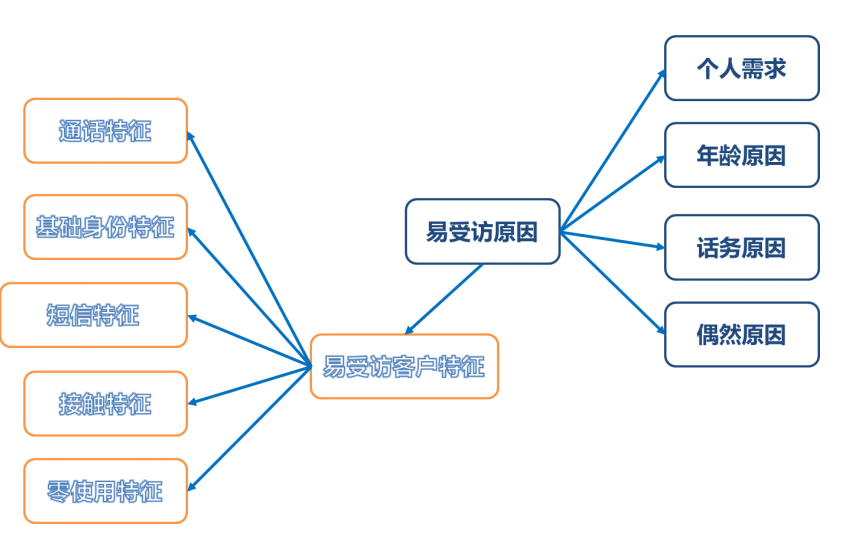 个人需求
通话特征
年龄原因
基础身份特征
易受访原因
话务原因
短信特征
偶然原因
易受访客户特征
接触特征
零使用特征